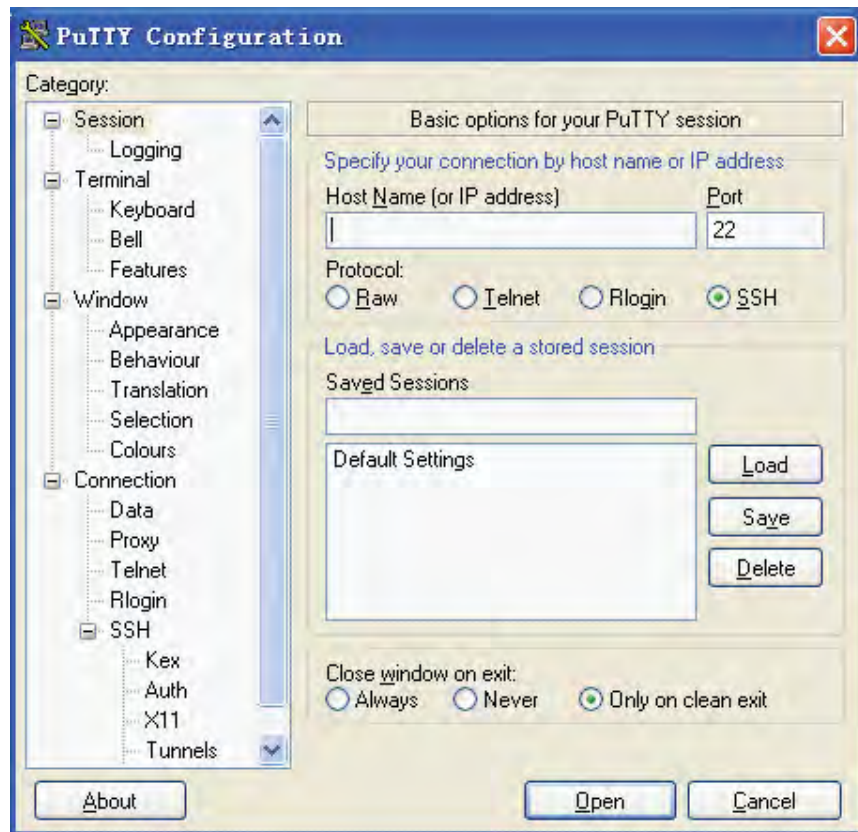 PuTTY Configuration
Category:
Session
Logging
Terminal
Keyboard
Bell
Features
Window
Appearance
Behaviour
Translation
Selection
Colours
Connection
Data
Proxy
Telnet
Rlogin
SSH
Kex
Auth
X11
Tunnels
Basic options for your PuTTY session
Specify your connection by host name or IP address
Host Name (or IP address) Port
22
Protocol:
Raw Telnet Rlogin SSH
Load, save or delete a stored session
Saved Sessions
Default Settings
Load
Save
Delete
Close window on exit:
Always Never Only on clean exit
About Open Cancel